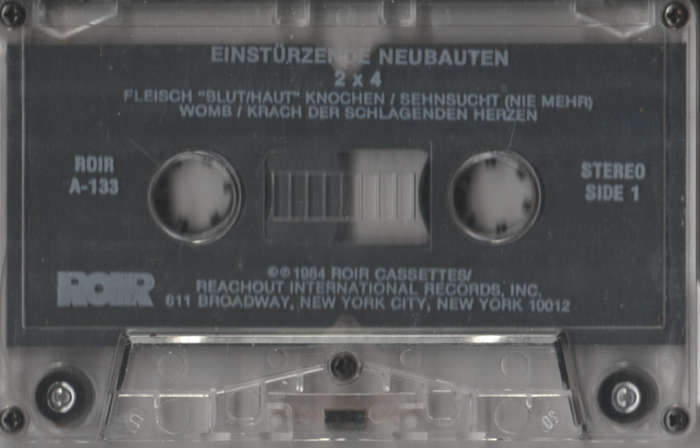 EINSTÜRZENDE NEUBAUTEN
2 x 4
FLEISCH "BLUT/HAUT" KNOCHEN / SEHNSUCHT (NIE MEHR)
WOMB / KRACH DER SCHLAGENDEN HERZEN
ROIR
A-133
STEREO
SIDE 1
ROIR
©℗ 1984 ROIR CASSETTES/
REACHOUT INTERNATIONAL RECORDS, INC.
611 BROADWAY, NEW YORK CITY, NEW YORK 10012